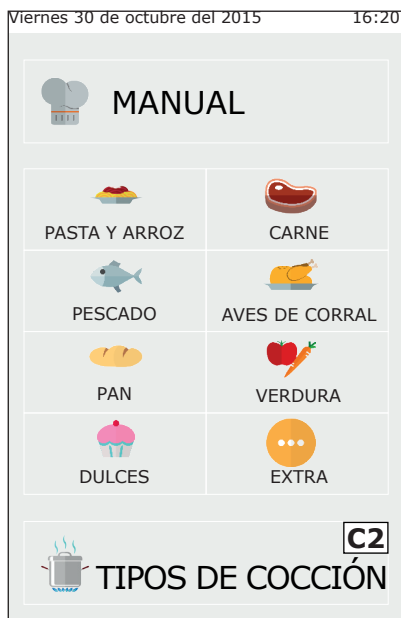 Viernes 30 de octubre del 2015 16:20
MANUAL
PASTA Y ARROZ CARNE
PESCADO AVES DE CORRAL
PAN VERDURA
DULCES EXTRA
C2
TIPOS DE COCCIÓN